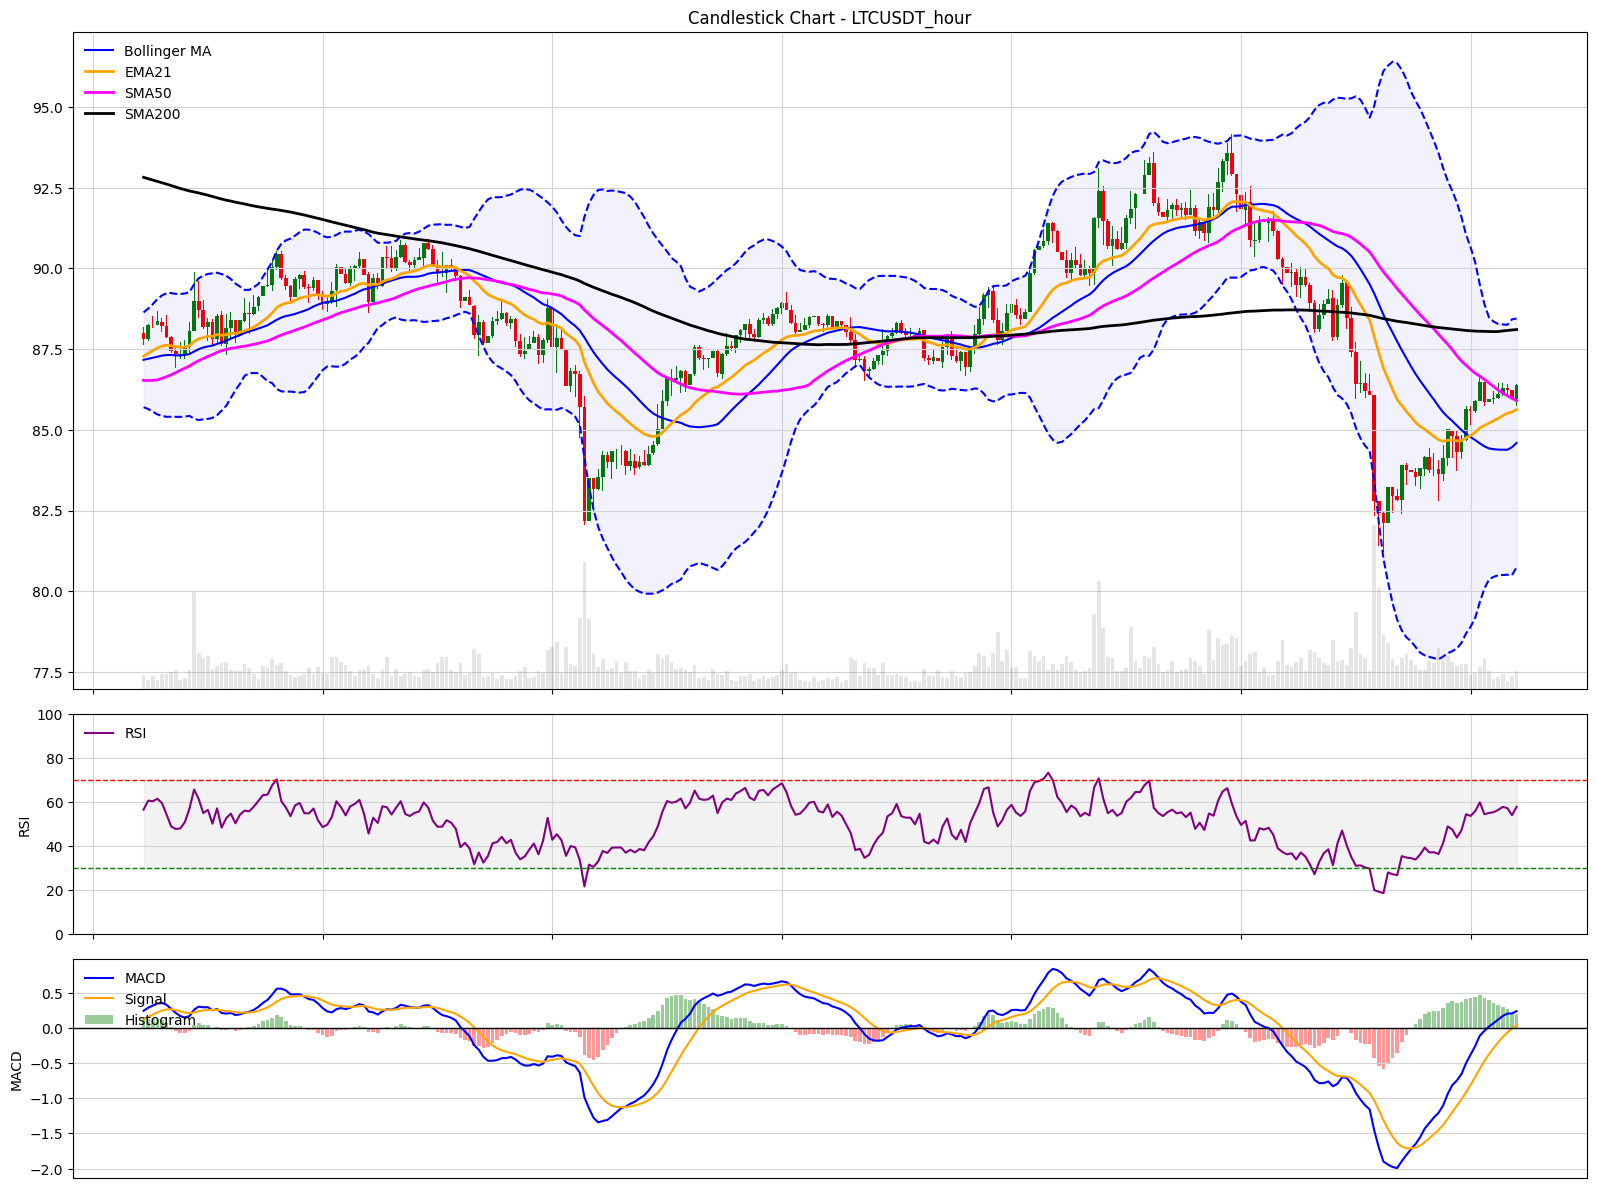 Candlestick Chart - LTCUSDT_hour
Bollinger MA
EMA21
SMA50
SMA200
95.0
92.5
90.0
87.5
85.0
82.5
80.0
77.5
RSI
100
80
60
40
20
0
RSI
MACD
Signal
Histogram
0.5
0.0
−0.5
−1.0
−1.5
−2.0
MACD